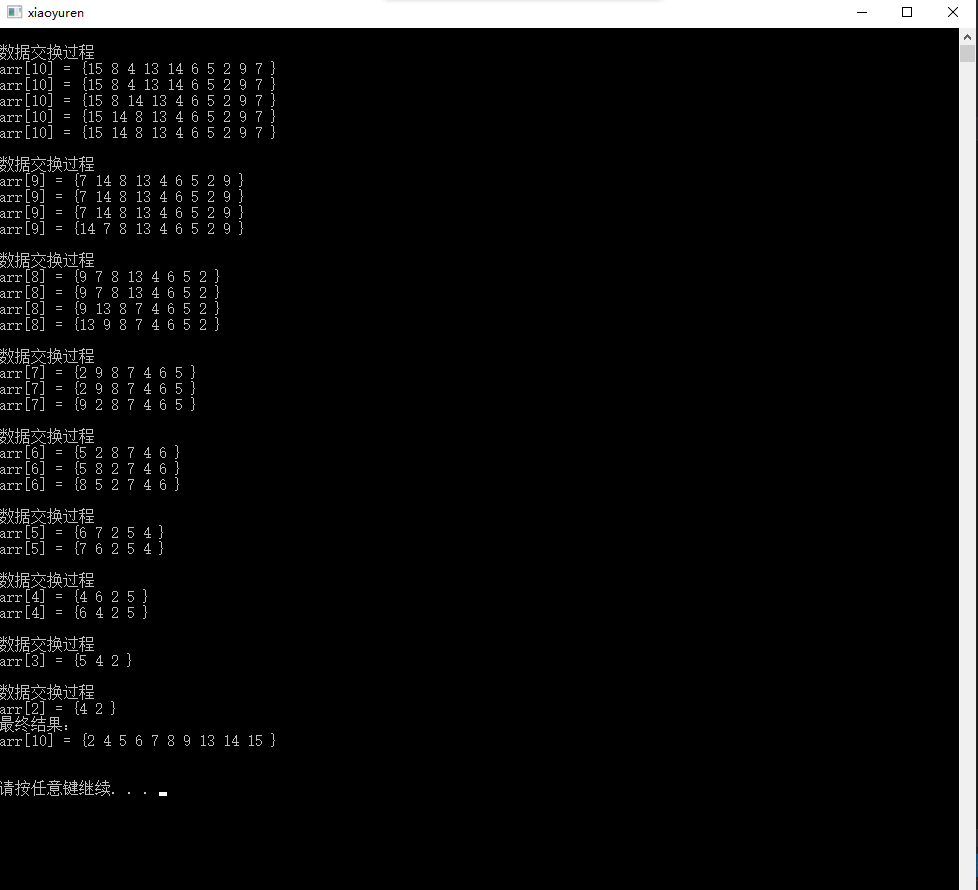 xiaoyuren
数据交换过程
arr[10] = {15 8 4 13 14 6 5 2 9 7 }
arr[10] = {15 8 4 13 14 6 5 2 9 7 }
arr[10] = {15 8 14 13 4 6 5 2 9 7 }
arr[10] = {15 14 8 13 4 6 5 2 9 7 }
arr[10] = {15 14 8 13 4 6 5 2 9 7 }
数据交换过程
arr[9] = {7 14 8 13 4 6 5 2 9 }
arr[9] = {7 14 8 13 4 6 5 2 9 }
arr[9] = {7 14 8 13 4 6 5 2 9 }
arr[9] = {14 7 8 13 4 6 5 2 9 }
数据交换过程
arr[8] = {9 7 8 13 4 6 5 2 }
arr[8] = {9 7 8 13 4 6 5 2 }
arr[8] = {9 13 8 7 4 6 5 2 }
arr[8] = {13 9 8 7 4 6 5 2 }
数据交换过程
arr[7] = {2 9 8 7 4 6 5 }
arr[7] = {2 9 8 7 4 6 5 }
arr[7] = {9 2 8 7 4 6 5 }
数据交换过程
arr[6] = {5 2 8 7 4 6 }
arr[6] = {5 8 2 7 4 6 }
arr[6] = {8 5 2 7 4 6 }
数据交换过程
arr[5] = {6 7 2 5 4 }
arr[5] = {7 6 2 5 4 }
数据交换过程
arr[4] = {4 6 2 5 }
arr[4] = {6 4 2 5 }
数据交换过程
arr[3] = {5 4 2 }
数据交换过程
arr[2] = {4 2 }
最终结果:
arr[10] = {2 4 5 6 7 8 9 13 14 15 }
请按任意键继续. . .